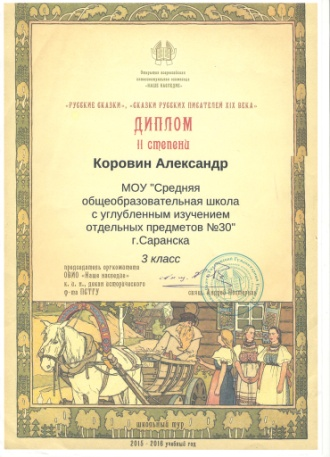 Открытая всероссийская
интеллектуальная олимпиада
«НАШЕ НАСЛЕДИЕ»
«РУССКИЕ СКАЗКИ», «СКАЗКИ РУССКИХ ПИСАТЕЛЕЙ XIX ВЕКА»
ДИПЛОМ
II степени
Коровин Александр
МОУ "Средняя
общеобразовательная школа
с углубленным изучением
отдельных предметов №30"
г.Саранска
3 класс
председатель оргкомитета
ОВИО «Наше наследие»
к. и. н., декан исторического
ф-та ПСТГУ
свящ. Андрей Постернак
школьный тур
2015 - 2016 учебный год